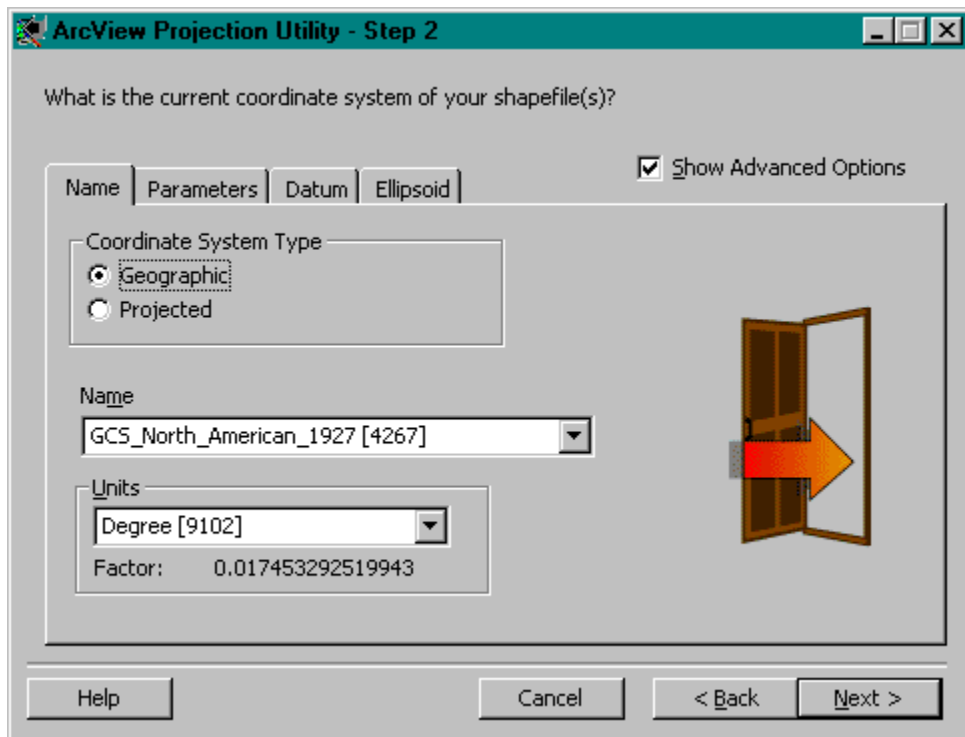 ArcView Projection Utility - Step 2
What is the current coordinate system of your shapefile(s)?
Show Advanced Options
Name Parameters Datum Ellipsoid
Coordinate System Type
Geographic
Projected
Name
GCS_North_American_1927 [4267]
Units
Degree [9102]
Factor: 0.017453292519943
Help Cancel < Back Next >